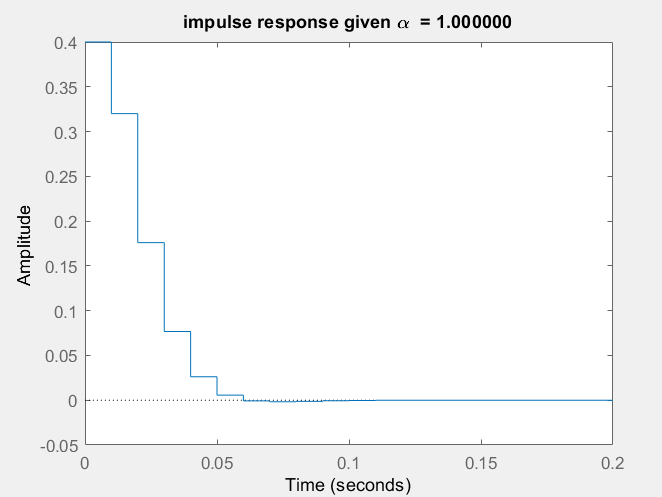 impulse response given α = 1.000000
0.4
0.35
0.3
0.25
0.2
0.15
0.1
0.05
0
-0.05
Amplitude
0 0.05 0.1 0.15 0.2
Time (seconds)